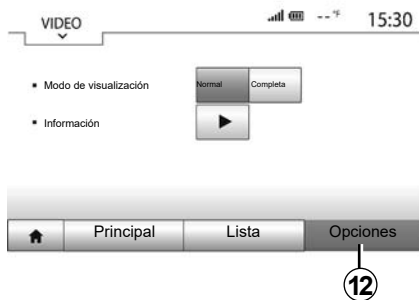 VIDEO
--°F 15:30
Modo de visualización
Normal Completa
Información
Principal Lista Opciones
12